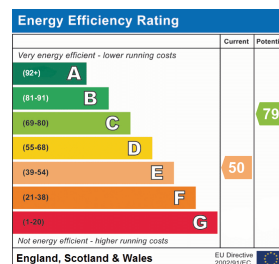 Energy Efficiency Rating
Current Potenti
Very energy efficient - lower running costs
(92+) A
(81-91) B
(69-80) C
79
(55-68) D
(39-54) E
50
(21-38) F
(1-20) G
Not energy efficient - higher running costs
England, Scotland & Wales
EU Directive
2002/91/EC